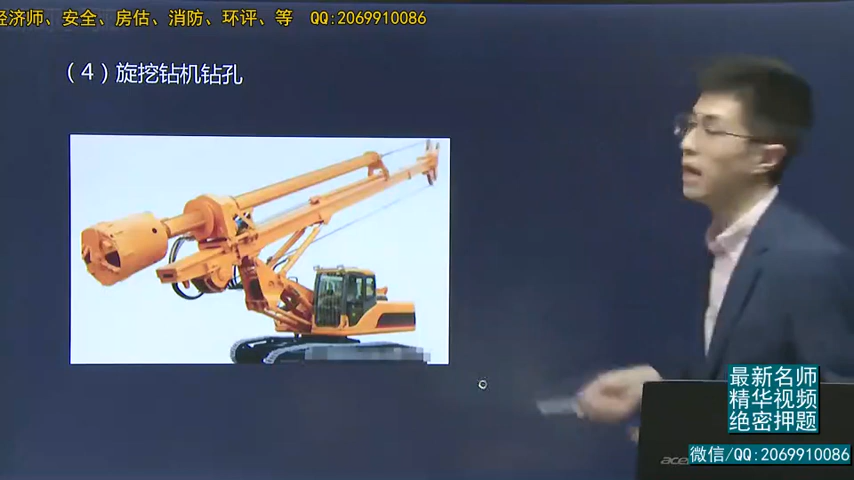 经济师、安全、房估、消防、环评、等 QQ:2069910086
（4）旋挖钻机钻孔
最新名师
精华视频
绝密押题
微信/QQ:2069910086
acer